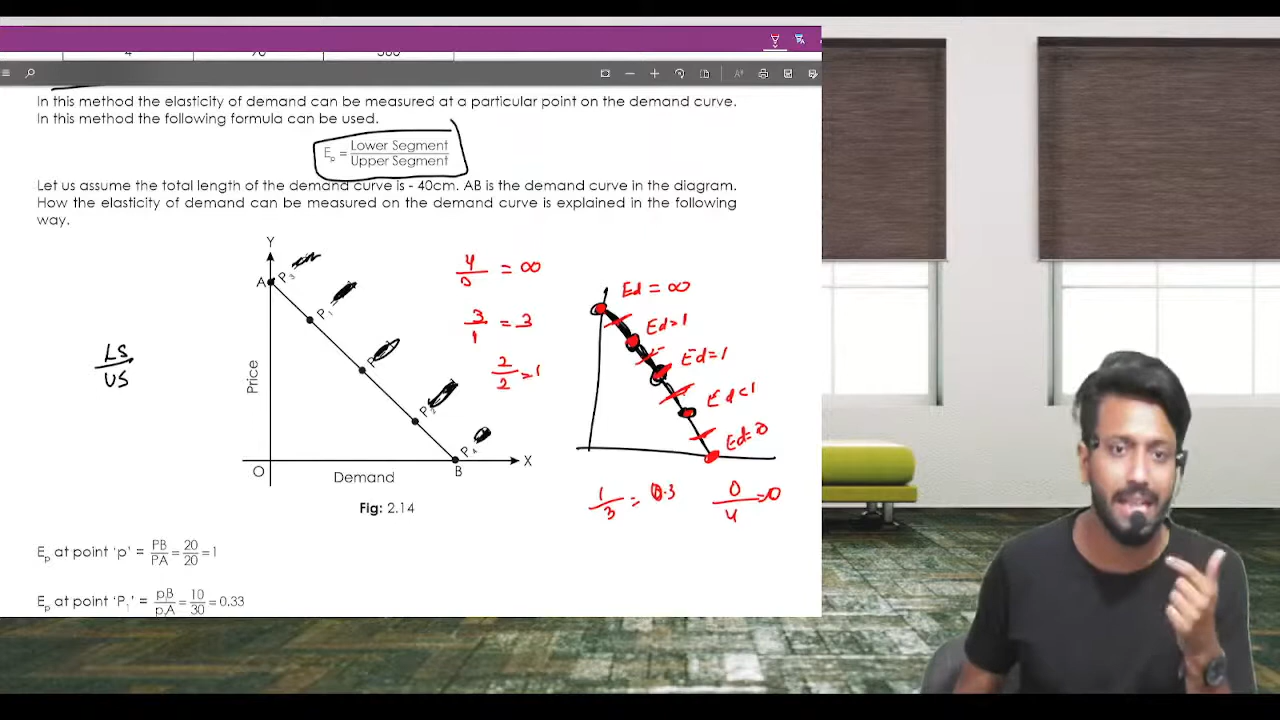 In this method the elasticity of demand can be measured at a particular point on the demand curve.
In this method the following formula can be used.
Ep = Lower Segment
Upper Segment
Let us assume the total length of the demand curve is - 40cm. AB is the demand curve in the diagram.
How the elasticity of demand can be measured on the demand curve is explained in the following
way.
Y
A
P3
P1
P2
P4
LS
US
Price
O
Demand
B
X
Fig: 2.14
4/0 = ∞
3/1 = 3
2/2 = 1
Ed = ∞
Ed=1
Ed=1
Ed<1
Ed=0
1/3 = 0.3
0/4 = 0
Ep at point 'p' = PB/PA = 20/20 = 1
Ep at point 'P1' = pB/pA = 10/30 = 0.33